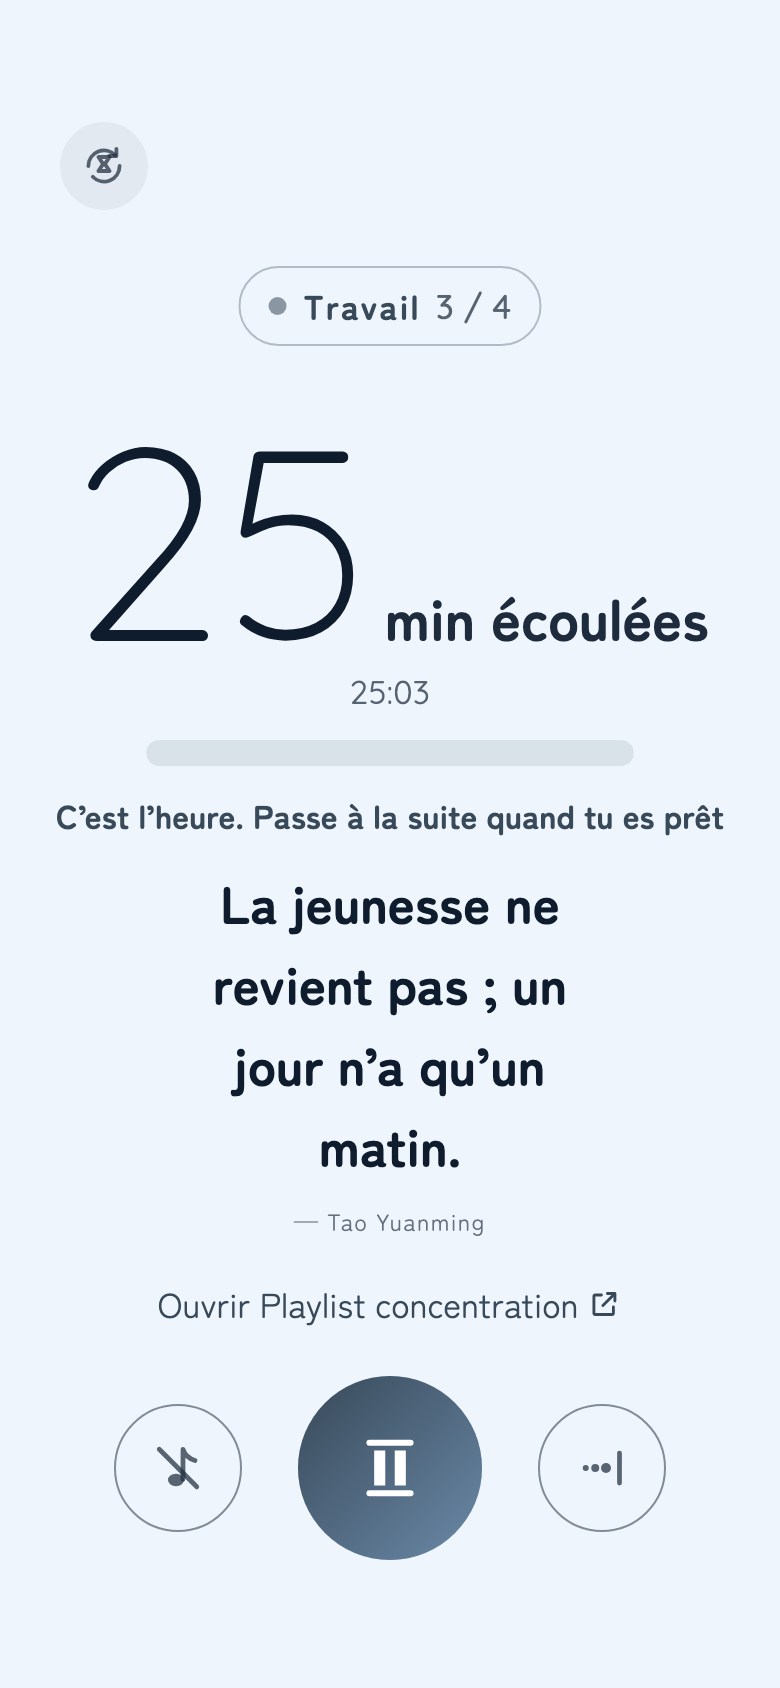 Travail 3 / 4
25 min écoulées
25:03
C’est l’heure. Passe à la suite quand tu es prêt
La jeunesse ne
revient pas ; un
jour n’a qu’un
matin.
— Tao Yuanming
Ouvrir Playlist concentration